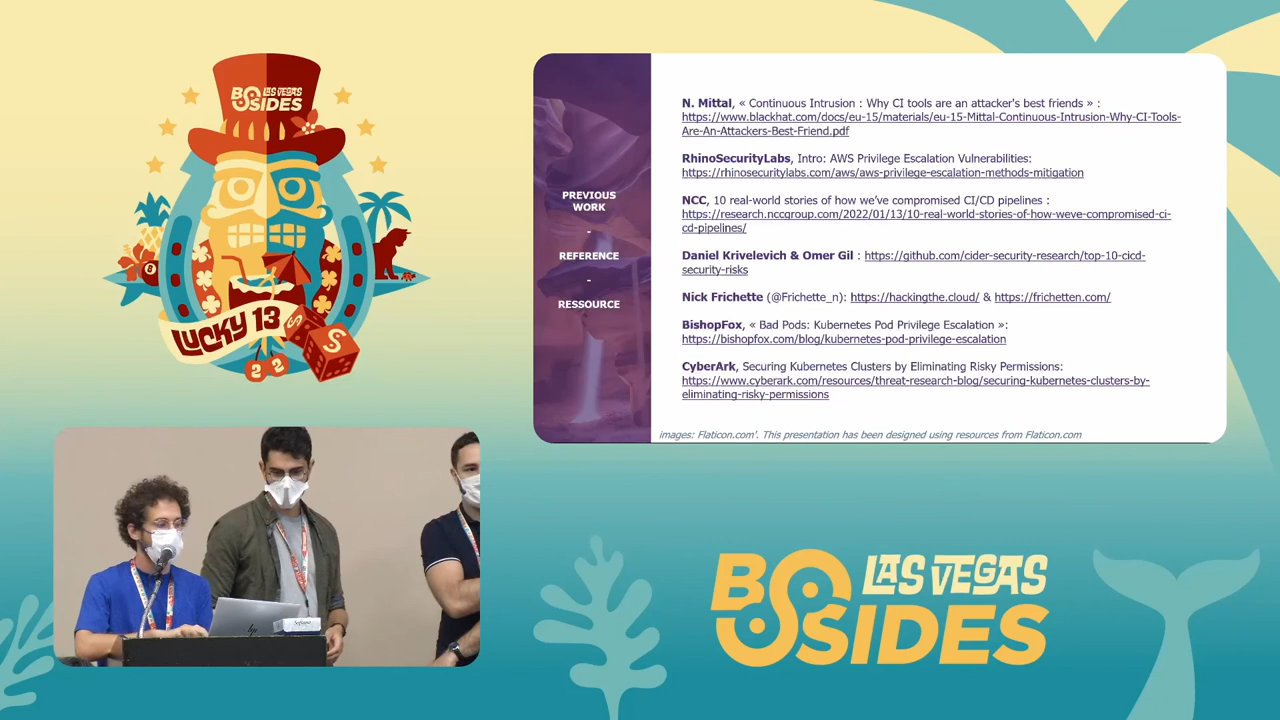 BSIDES LAS VEGAS
LUCKY 13
S
S
8
2 2
PREVIOUS
WORK
-
REFERENCE
-
RESSOURCE
N. Mittal, « Continuous Intrusion : Why CI tools are an attacker's best friends » :
https://www.blackhat.com/docs/eu-15/materials/eu-15-Mittal-Continuous-Intrusion-Why-CI-Tools-
Are-An-Attackers-Best-Friend.pdf
RhinoSecurityLabs, Intro: AWS Privilege Escalation Vulnerabilities:
https://rhinosecuritylabs.com/aws/aws-privilege-escalation-methods-mitigation
NCC, 10 real-world stories of how we've compromised CI/CD pipelines :
https://research.nccgroup.com/2022/01/13/10-real-world-stories-of-how-weve-compromised-ci-
cd-pipelines/
Daniel Krivelevich & Omer Gil : https://github.com/cider-security-research/top-10-cicd-
security-risks
Nick Frichette (@Frichette_n): https://hackingthe.cloud/ & https://frichetten.com/
BishopFox, « Bad Pods: Kubernetes Pod Privilege Escalation »:
https://bishopfox.com/blog/kubernetes-pod-privilege-escalation
CyberArk, Securing Kubernetes Clusters by Eliminating Risky Permissions:
https://www.cyberark.com/resources/threat-research-blog/securing-kubernetes-clusters-by-
eliminating-risky-permissions
images: Flaticon.com'. This presentation has been designed using resources from Flaticon.com
hp
BSIDES LAS VEGAS